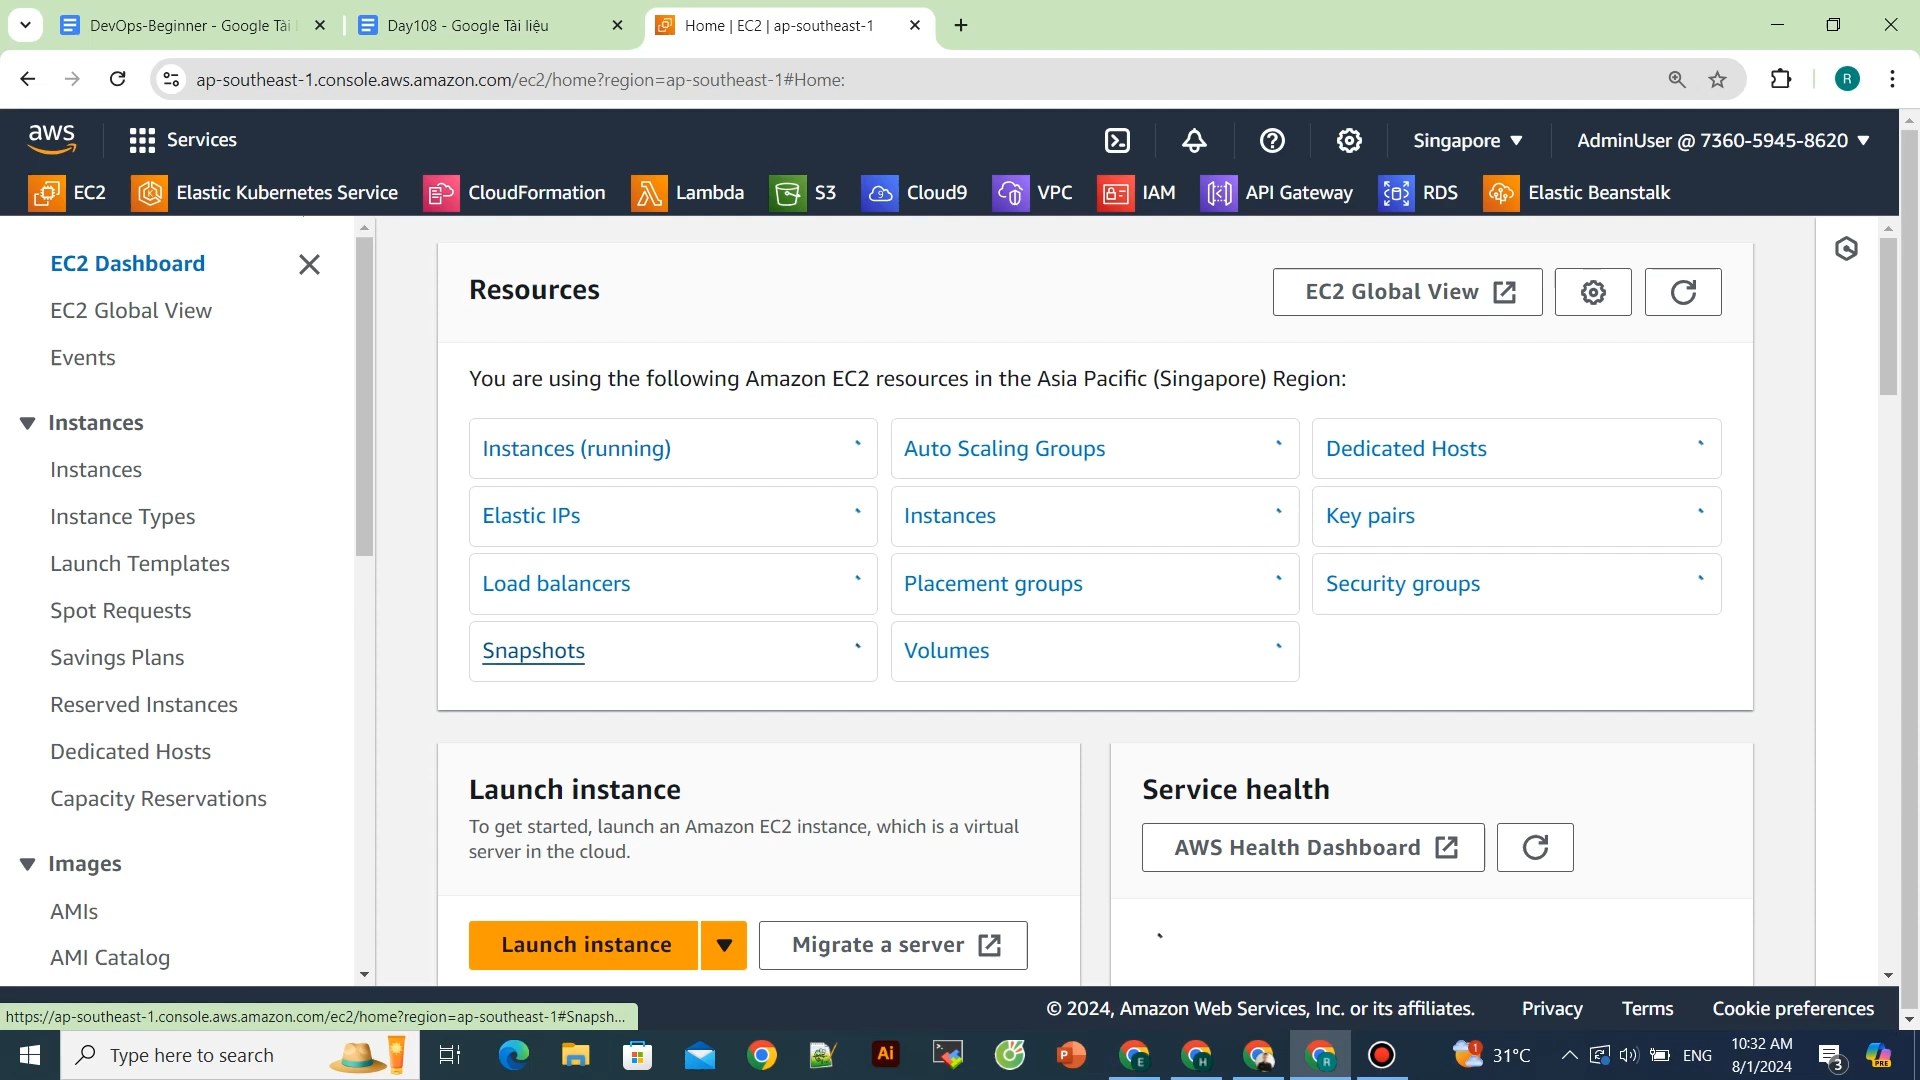 DevOps-Beginner - Google Tài
Day108 - Google Tài liệu
Home | EC2 | ap-southeast-1
ap-southeast-1.console.aws.amazon.com/ec2/home?region=ap-southeast-1#Home:
R
aws
Services
Singapore
AdminUser @ 7360-5945-8620
EC2
Elastic Kubernetes Service
CloudFormation
Lambda
S3
Cloud9
VPC
IAM
API Gateway
RDS
Elastic Beanstalk
EC2 Dashboard
EC2 Global View
Events
Instances
Instances
Instance Types
Launch Templates
Spot Requests
Savings Plans
Reserved Instances
Dedicated Hosts
Capacity Reservations
Images
AMIs
AMI Catalog
Resources
EC2 Global View
You are using the following Amazon EC2 resources in the Asia Pacific (Singapore) Region:
Instances (running)
Auto Scaling Groups
Dedicated Hosts
Elastic IPs
Instances
Key pairs
Load balancers
Placement groups
Security groups
Snapshots
Volumes
Launch instance
To get started, launch an Amazon EC2 instance, which is a virtual
server in the cloud.
Launch instance
Migrate a server
Service health
AWS Health Dashboard
https://ap-southeast-1.console.aws.amazon.com/ec2/home?region=ap-southeast-1#Snapsh...
© 2024, Amazon Web Services, Inc. or its affiliates.
Privacy
Terms
Cookie preferences
Type here to search
Ai
E
H
R
1
31°C
ENG
10:32 AM
8/1/2024
3
PRE